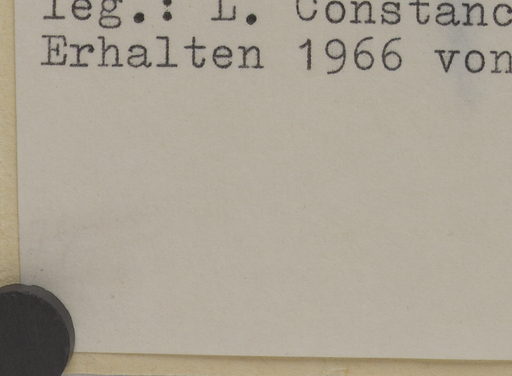 leg.: L. Constanc
Erhalten 1966 von